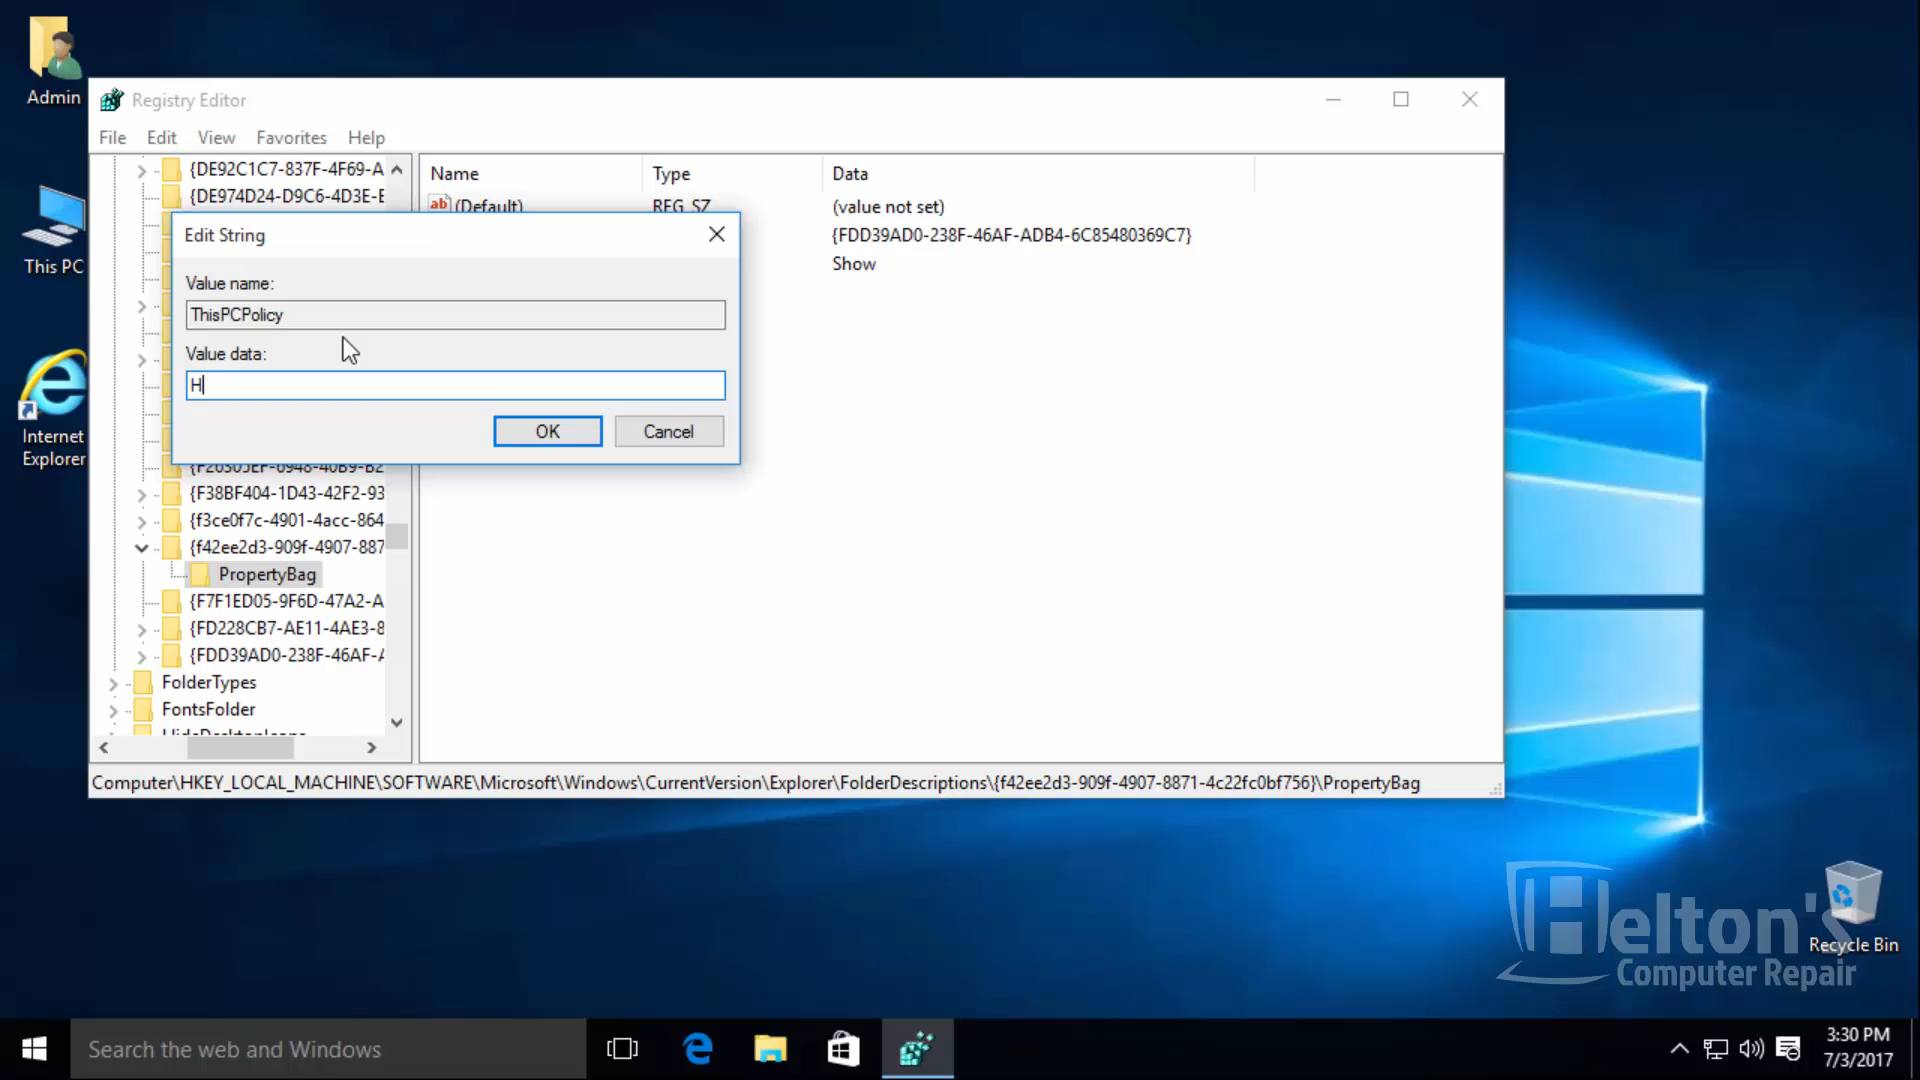 Admin
This PC
Internet
Explorer
Registry Editor
File Edit View Favorites Help
{DE92C1C7-837F-4F69-A
{DE974D24-D9C6-4D3E-E
Name Type Data
(Default) REG_SZ (value not set)
{FDD39AD0-238F-46AF-ADB4-6C85480369C7}
Show
Edit String
Value name:
ThisPCPolicy
Value data:
H
OK Cancel
{F26305EF-6948-40B9-B2
{F38BF404-1D43-42F2-93
{f3ce0f7c-4901-4acc-864
{f42ee2d3-909f-4907-887
PropertyBag
{F7F1ED05-9F6D-47A2-A
{FD228CB7-AE11-4AE3-8
{FDD39AD0-238F-46AF-A
FolderTypes
FontsFolder
HideDesktopIcons
Computer\HKEY_LOCAL_MACHINE\SOFTWARE\Microsoft\Windows\CurrentVersion\Explorer\FolderDescriptions\{f42ee2d3-909f-4907-8871-4c22fc0bf756}\PropertyBag
Helton's
Computer Repair
Recycle Bin
Search the web and Windows
3:30 PM
7/3/2017